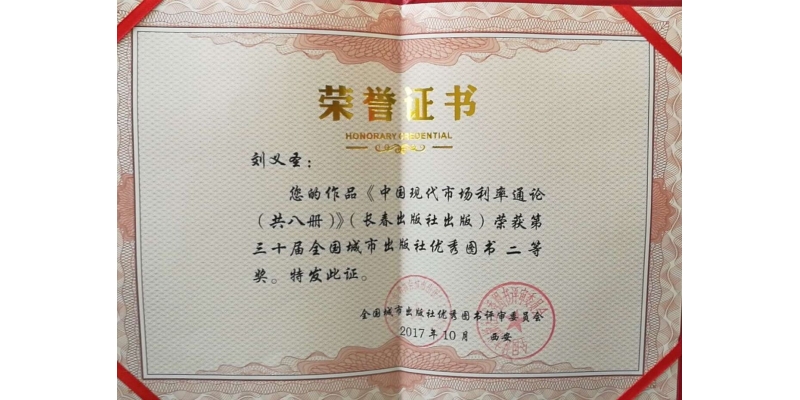 荣誉证书
HONORARY CREDENTIAL
刘义圣：
您的作品《中国现代市场利率通论
（共八册）》（长春出版社出版）荣获第
三十届全国城市出版社优秀图书二等
奖。特发此证。
全国城市出版社优秀图书评审委员会
2017年10月 西安